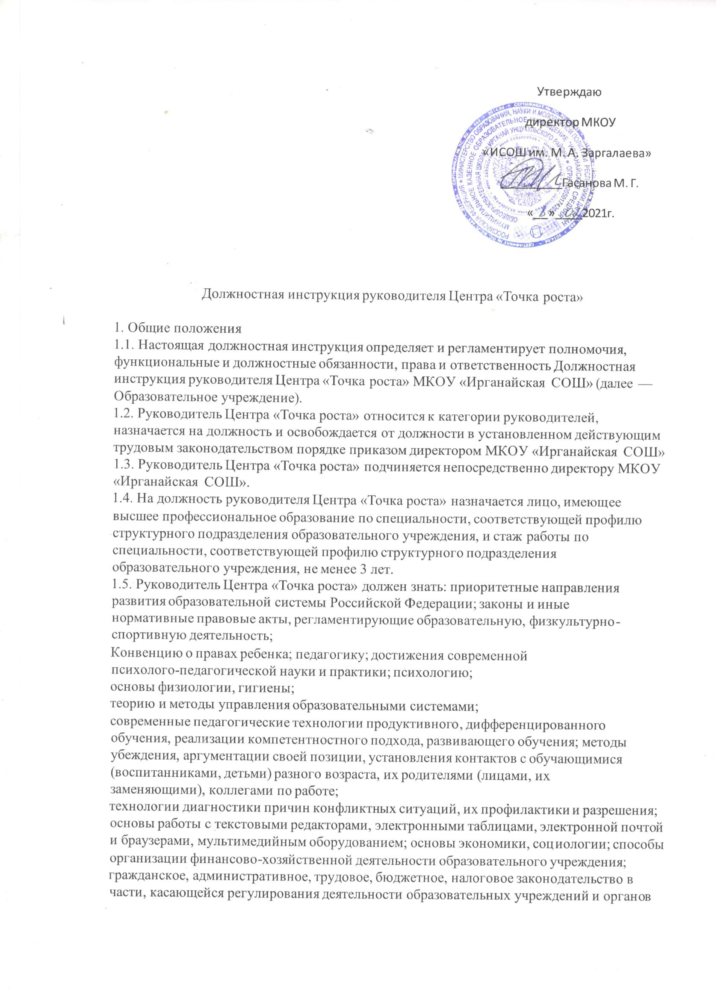 Утверждаю
директор МКОУ
«ИСОШ им. М. А. Заргалаева»
__________Гасанова М. Г.
«__»____2021г.
Должностная инструкция руководителя Центра «Точка роста»
1. Общие положения
1.1. Настоящая должностная инструкция определяет и регламентирует полномочия,
функциональные и должностные обязанности, права и ответственность Должностная
инструкция руководителя Центра «Точка роста» МКОУ «Ирганайская СОШ» (далее —
Образовательное учреждение).
1.2. Руководитель Центра «Точка роста» относится к категории руководителей,
назначается на должность и освобождается от должности в установленном действующим
трудовым законодательством порядке приказом директором МКОУ «Ирганайская СОШ»
1.3. Руководитель Центра «Точка роста» подчиняется непосредственно директору МКОУ
«Ирганайская СОШ».
1.4. На должность руководителя Центра «Точка роста» назначается лицо, имеющее
высшее профессиональное образование по специальности, соответствующей профилю
структурного подразделения образовательного учреждения, и стаж работы по
специальности, соответствующей профилю структурного подразделения
образовательного учреждения, не менее 3 лет.
1.5. Руководитель Центра «Точка роста» должен знать: приоритетные направления
развития образовательной системы Российской Федерации; законы и иные
нормативные правовые акты, регламентирующие образовательную, физкультурно-
спортивную деятельность;
Конвенцию о правах ребенка; педагогику; достижения современной
психолого-педагогической науки и практики; психологию;
основы физиологии, гигиены;
теорию и методы управления образовательными системами;
современные педагогические технологии продуктивного, дифференцированного
обучения, реализации компетентностного подхода, развивающего обучения; методы
убеждения, аргументации своей позиции, установления контактов с обучающимися
(воспитанниками, детьми) разного возраста, их родителями (лицами, их
заменяющими), коллегами по работе;
технологии диагностики причин конфликтных ситуаций, их профилактики и разрешения;
основы работы с текстовыми редакторами, электронными таблицами, электронной почтой
и браузерами, мультимедийным оборудованием; основы экономики, социологии; способы
организации финансово-хозяйственной деятельности образовательного учреждения;
гражданское, административное, трудовое, бюджетное, налоговое законодательство в
части, касающейся регулирования деятельности образовательных учреждений и органов